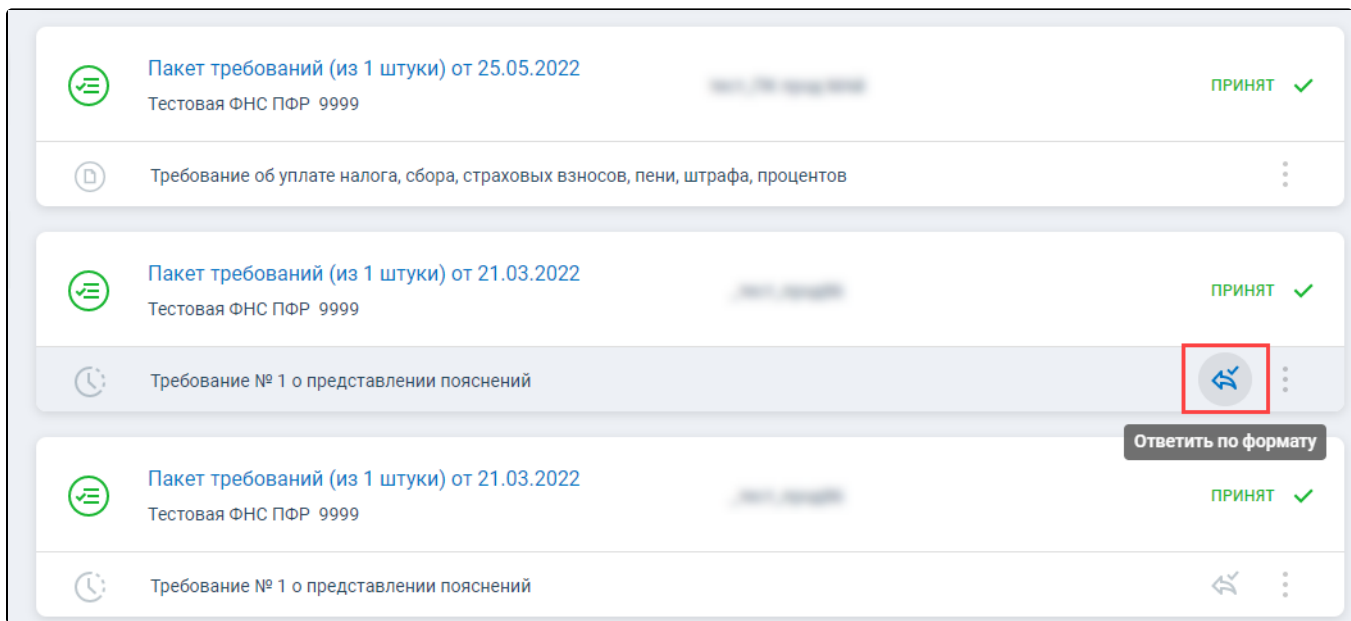 Пакет требований (из 1 штуки) от 25.05.2022
Тестовая ФНС ПФР 9999
ПРИНЯТ
Требование об уплате налога, сбора, страховых взносов, пени, штрафа, процентов
Пакет требований (из 1 штуки) от 21.03.2022
Тестовая ФНС ПФР 9999
ПРИНЯТ
Требование № 1 о представлении пояснений
Ответить по формату
Пакет требований (из 1 штуки) от 21.03.2022
Тестовая ФНС ПФР 9999
ПРИНЯТ
Требование № 1 о представлении пояснений